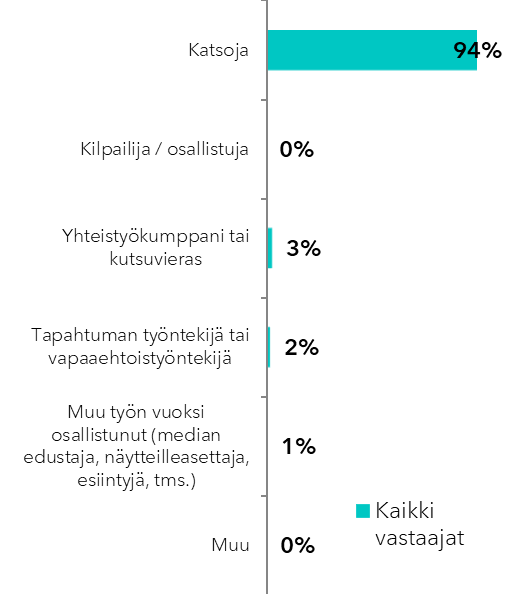 Katsoja
94%
Kilpailija / osallistuja
0%
Yhteistyökumppani tai
kutsuvieras
3%
Tapahtuman työntekijä tai
vapaaehtoistyöntekijä
2%
Muu työn vuoksi
osallistunut (median
edustaja, näytteilleasettaja,
esiintyjä, tms.)
1%
Muu
0%
Kaikki
vastaajat